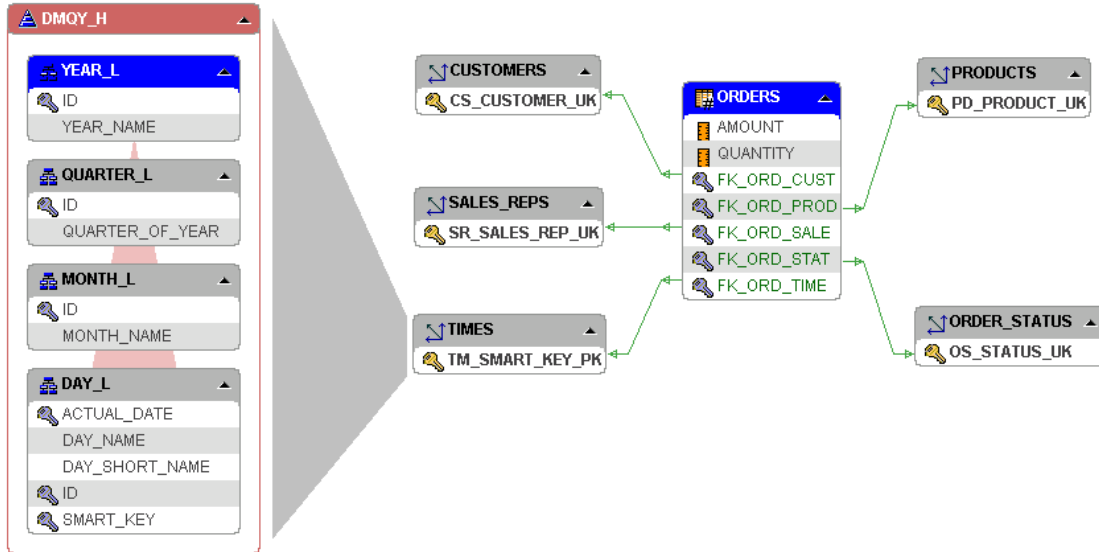 DMQY_H
YEAR_L
ID
YEAR_NAME
QUARTER_L
ID
QUARTER_OF_YEAR
MONTH_L
ID
MONTH_NAME
DAY_L
ACTUAL_DATE
DAY_NAME
DAY_SHORT_NAME
ID
SMART_KEY
CUSTOMERS
CS_CUSTOMER_UK
SALES_REPS
SR_SALES_REP_UK
TIMES
TM_SMART_KEY_PK
ORDERS
AMOUNT
QUANTITY
FK_ORD_CUST
FK_ORD_PROD
FK_ORD_SALE
FK_ORD_STAT
FK_ORD_TIME
PRODUCTS
PD_PRODUCT_UK
ORDER_STATUS
OS_STATUS_UK